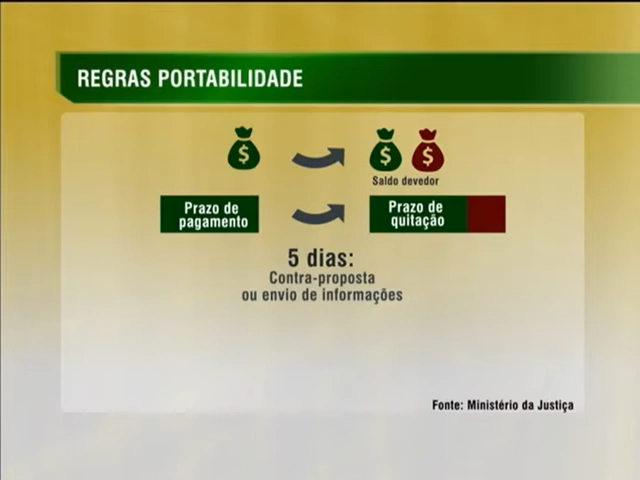 REGRAS PORTABILIDADE
$
$ $
Saldo devedor
Prazo de
pagamento
Prazo de
quitação
5 dias:
Contra-proposta
ou envio de informações
Fonte: Ministério da Justiça